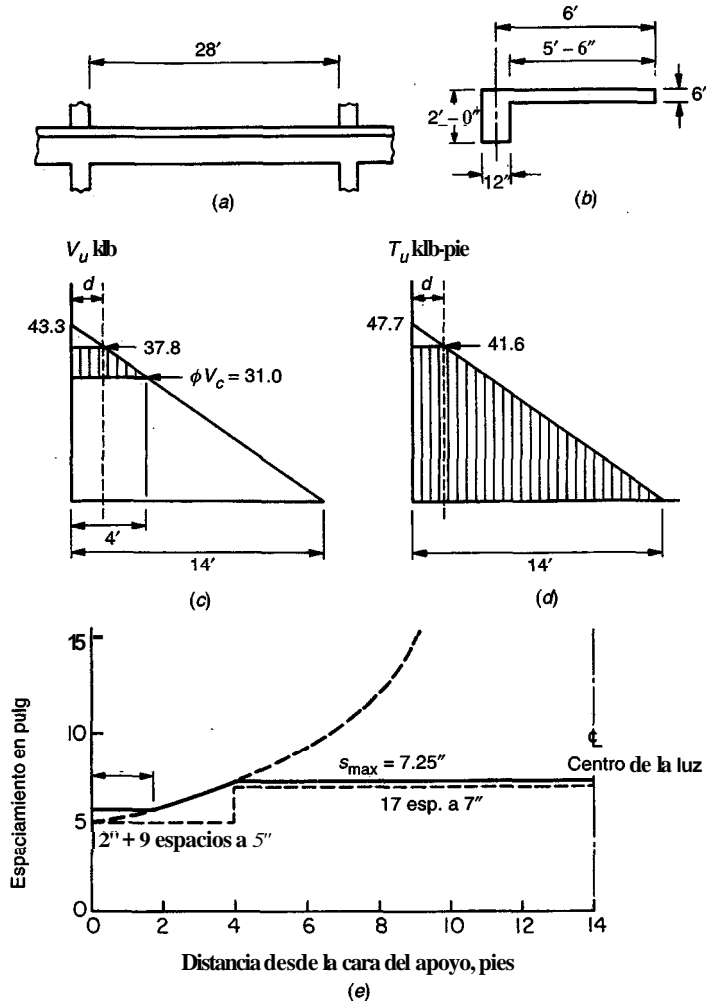 28′
(a)
6′
5′ – 6″
6′
2′ – 0″
12″
(b)
V_u klb
d
43.3
37.8
ϕV_c = 31.0
4′
14′
(c)
T_u klb-pie
d
47.7
41.6
14′
(d)
Espaciamiento en pulg
15
10
5
0
s_max = 7.25″
17 esp. a 7″
2″ + 9 espacios a 5″
℄
Centro de la luz
0 2 4 6 8 10 12 14
Distancia desde la cara del apoyo, pies
(e)